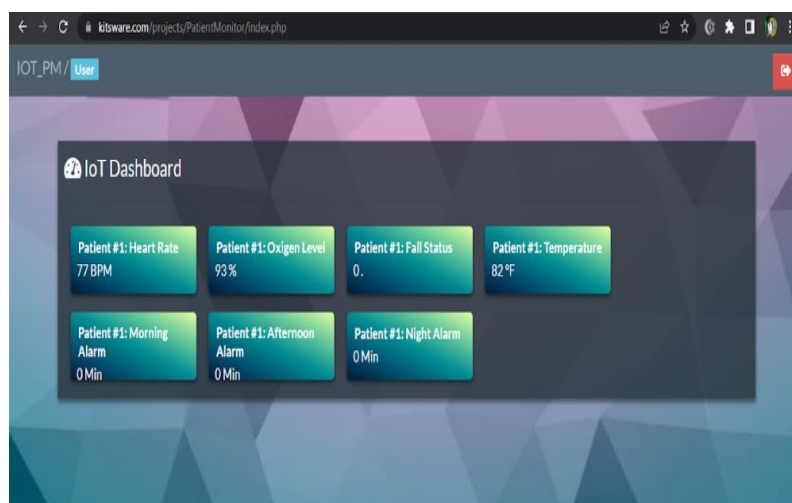 kitsware.com/projects/PatientMonitor/index.php
IOT_PM / User
IoT Dashboard
Patient #1: Heart Rate
77 BPM
Patient #1: Oxigen Level
93 %
Patient #1: Fall Status
0 .
Patient #1: Temperature
82 °F
Patient #1: Morning
Alarm
0 Min
Patient #1: Afternoon
Alarm
0 Min
Patient #1: Night Alarm
0 Min